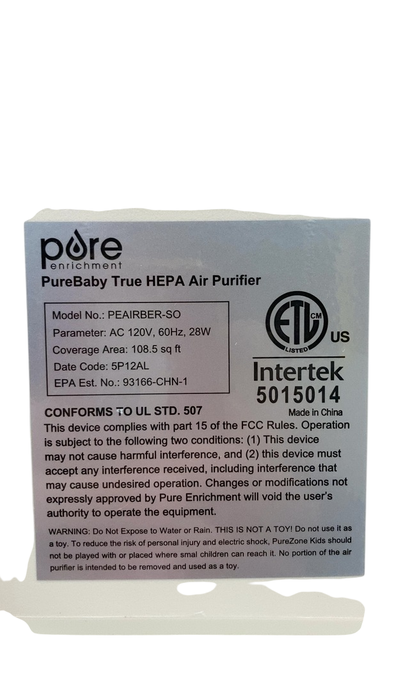 pure
enrichment
PureBaby True HEPA Air Purifier
Model No.: PEAIRBER-SO
Parameter: AC 120V, 60Hz, 28W
Coverage Area: 108.5 sq ft
Date Code: 5P12AL
EPA Est. No.: 93166-CHN-1
ETL CM
LISTED
US
Intertek
5015014
Made in China
CONFORMS TO UL STD. 507
This device complies with part 15 of the FCC Rules. Operation
is subject to the following two conditions: (1) This device
may not cause harmful interference, and (2) this device must
accept any interference received, including interference that
may cause undesired operation. Changes or modifications not
expressly approved by Pure Enrichment will void the user's
authority to operate the equipment.
WARNING: Do Not Expose to Water or Rain. THIS IS NOT A TOY! Do not use it as
a toy. To reduce the risk of personal injury and electric shock, PureZone Kids should
not be played with or placed where smal children can reach it. No portion of the air
purifier is intended to be removed and used as a toy.